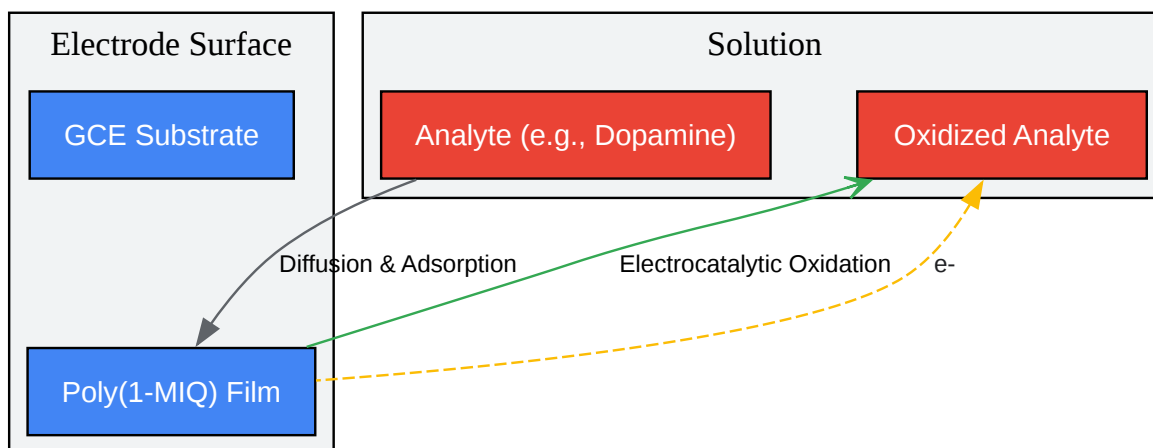 Electrode Surface
Solution
GCE Substrate
Analyte (e.g., Dopamine)
Oxidized Analyte
Diffusion & Adsorption
Electrocatalytic Oxidation
e-
Poly(1-MIQ) Film